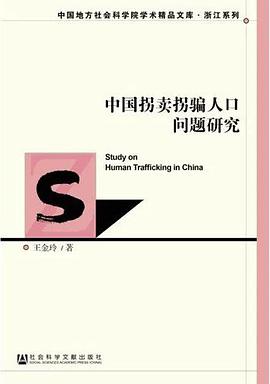 中国地方社会科学院学术精品文库·浙江系列
中国拐卖拐骗人口
问题研究
Study on
Human Trafficking in China
S
王金玲 / 著
社会科学文献出版社
SOCIAL SCIENCES ACADEMIC PRESS (CHINA)